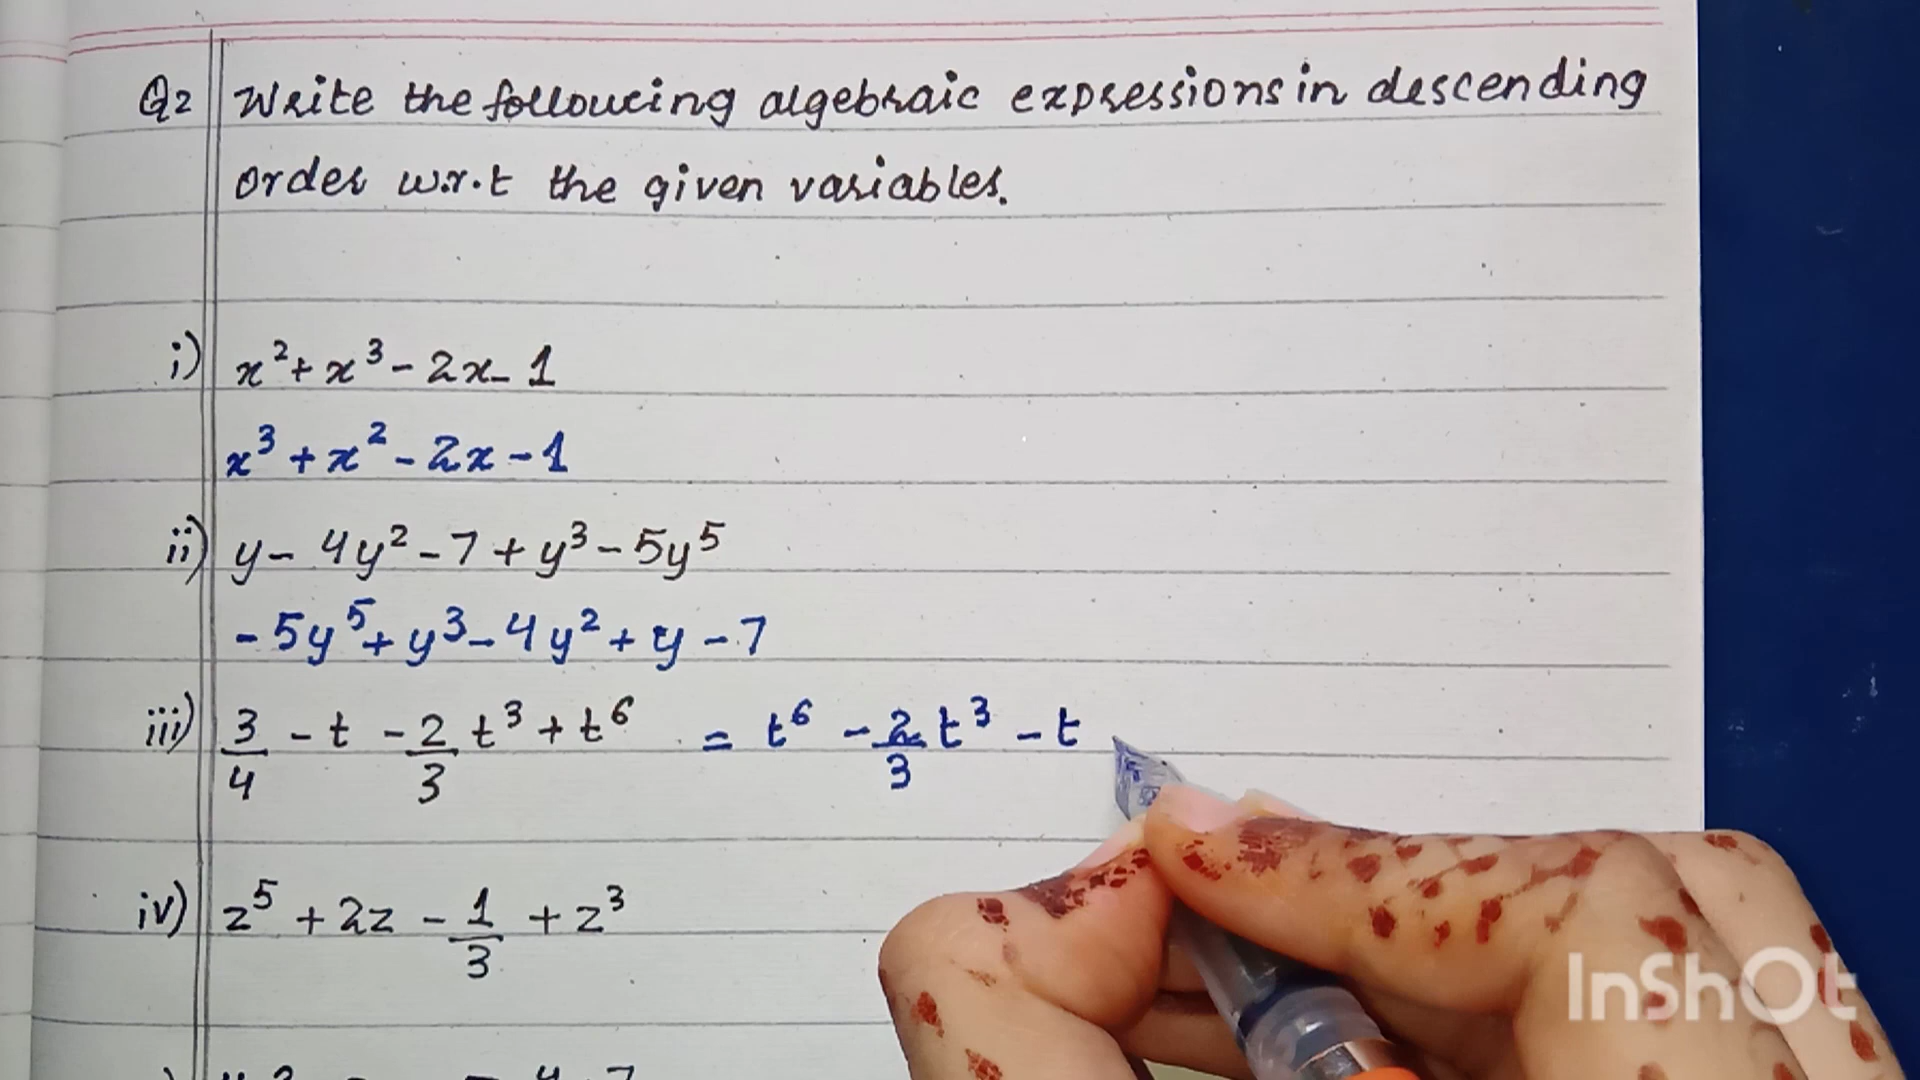 Q2 Write the following algebraic expressions in descending
order w.r.t the given variables.
i) x² + x³ - 2x - 1
x³ + x² - 2x - 1
ii) y - 4y² - 7 + y³ - 5y⁵
- 5y⁵ + y³ - 4y² + y - 7
iii) 3/4 - t - 2/3 t³ + t⁶ = t⁶ - 2/3 t³ - t
iv) z⁵ + 2z - 1/3 + z³
InShOt